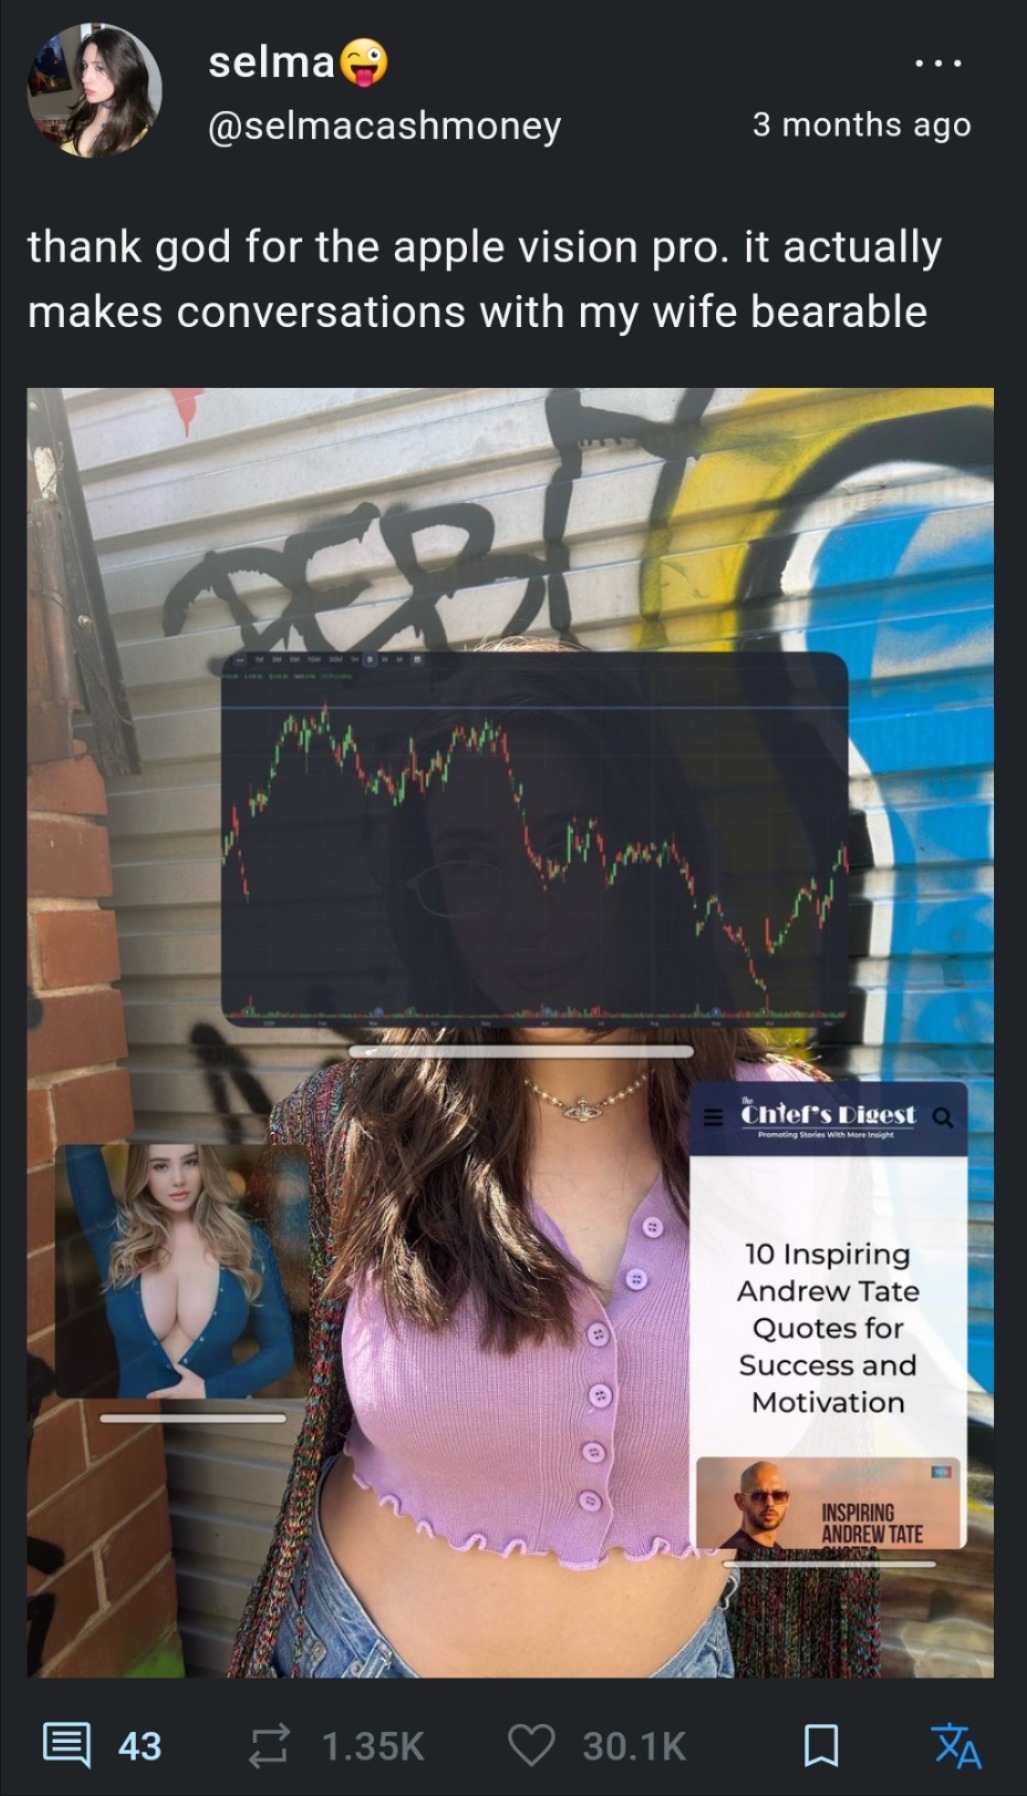 selma😜
@selmacashmoney
3 months ago
thank god for the apple vision pro. it actually
makes conversations with my wife bearable
The
Chief's Digest
Promoting Stories With More Insight
10 Inspiring
Andrew Tate
Quotes for
Success and
Motivation
INSPIRING
ANDREW TATE
QUOTES
43
1.35K
30.1K